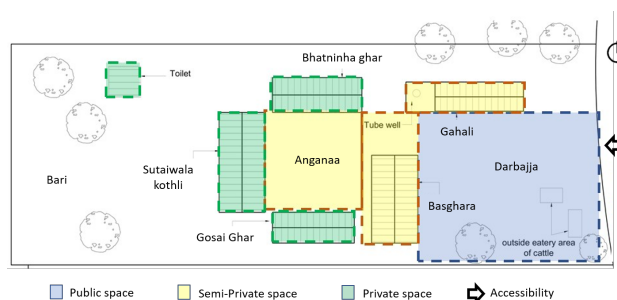 Bhatninha ghar
Toilet
Tube well
Gahali
Sutaiwala
kothli
Anganaa
Darbajja
Bari
Basghara
Gosai Ghar
outside eatery area
of cattle
Public space
Semi-Private space
Private space
Accessibility